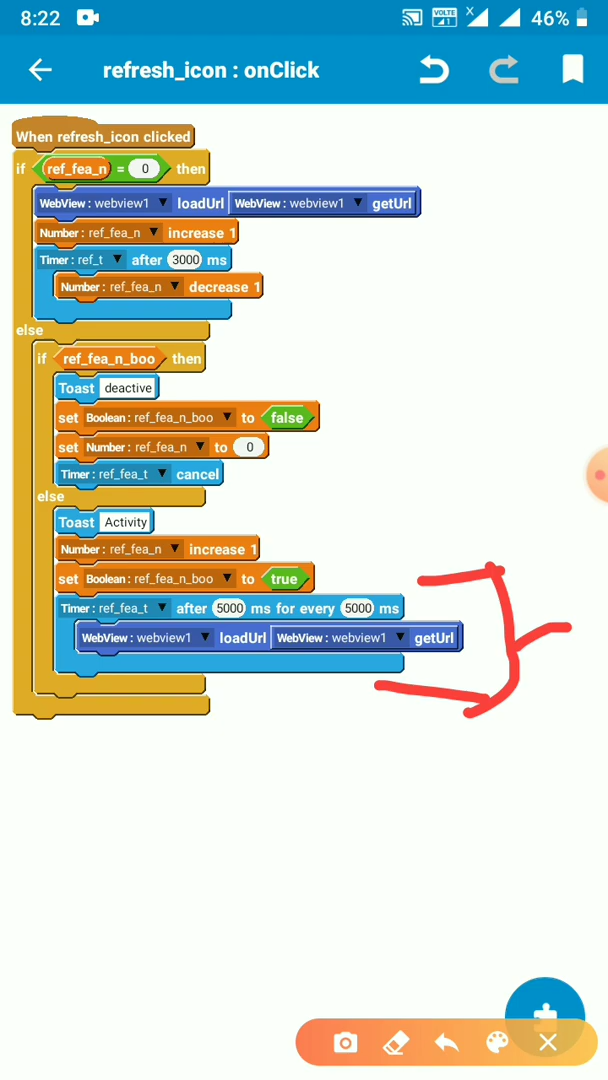 8:22 VOLTE 1 X 46%
refresh_icon : onClick
When refresh_icon clicked
if ref_fea_n = 0 then
WebView : webview1 loadUrl WebView : webview1 getUrl
Number : ref_fea_n increase 1
Timer : ref_t after 3000 ms
Number : ref_fea_n decrease 1
else
if ref_fea_n_boo then
Toast deactive
set Boolean : ref_fea_n_boo to false
set Number : ref_fea_n to 0
Timer : ref_fea_t cancel
else
Toast Activity
Number : ref_fea_n increase 1
set Boolean : ref_fea_n_boo to true
Timer : ref_fea_t after 5000 ms for every 5000 ms
WebView : webview1 loadUrl WebView : webview1 getUrl